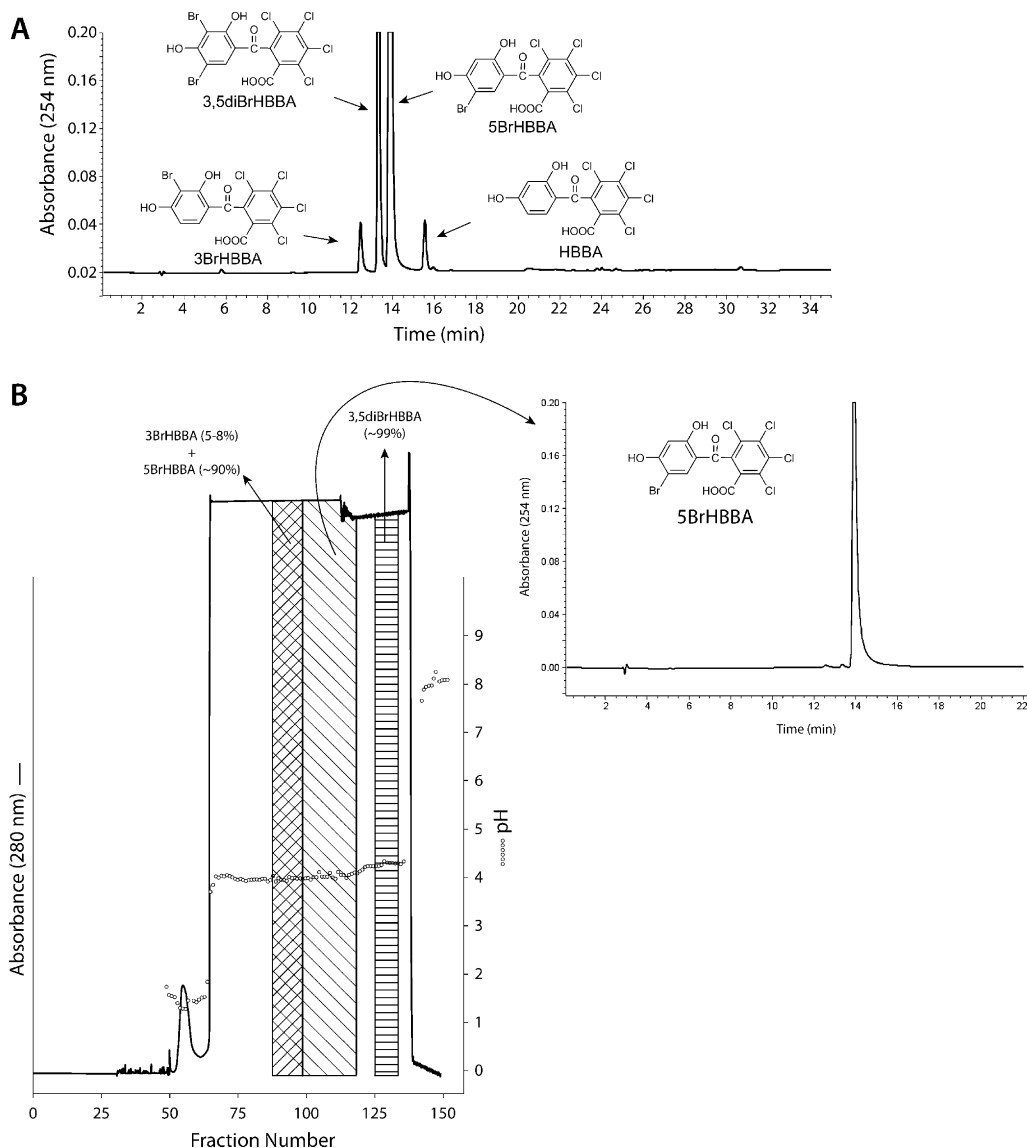 A
0.20
0.16
0.12
0.08
0.04
0.02
Absorbance (254 nm)
2 4 6 8 10 12 14 16 18 20 22 24 26 28 30 32 34
Time (min)
Br OH O Cl Cl Cl Cl HO Br HOOC
3,5diBrHBBA
OH O Cl Cl Cl Cl HO Br HOOC
5BrHBBA
Br OH O Cl Cl Cl Cl HO HOOC
3BrHBBA
OH O Cl Cl Cl Cl HO HOOC
HBBA
B
3BrHBBA (5-8%)
+
5BrHBBA (~90%)
3,5diBrHBBA
(~99%)
Absorbance (280 nm)
9
8
7
6
5
4
3
2
1
0
pH
0 25 50 75 100 125 150
Fraction Number
0.20
0.16
0.12
0.08
0.04
0.00
Absorbance (254 nm)
OH O Cl Cl Cl Cl HO Br HOOC
5BrHBBA
2 4 6 8 10 12 14 16 18 20 22
Time (min)